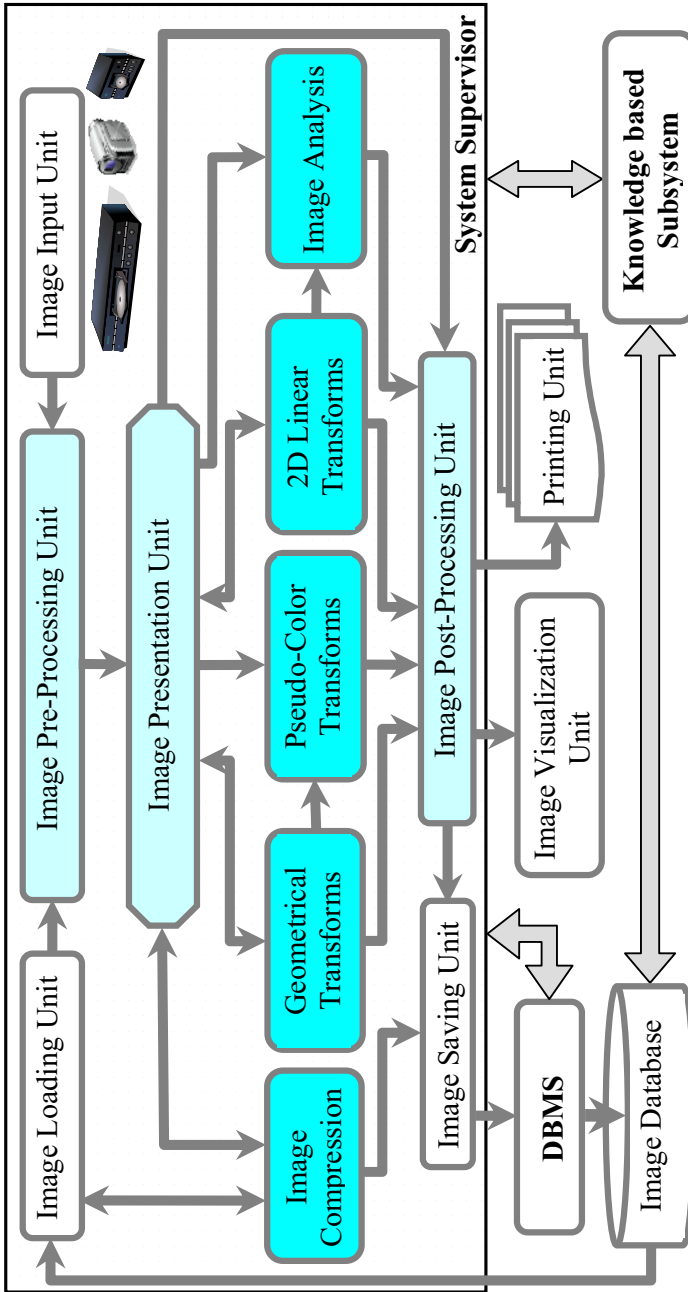 Image Loading Unit
Image Pre-Processing Unit
Image Input Unit
Image Presentation Unit
Image
Compression
Geometrical
Transforms
Pseudo-Color
Transforms
2D Linear
Transforms
Image Analysis
Image Saving Unit
Image Post-Processing Unit
System Supervisor
DBMS
Image Visualization
Unit
Printing Unit
Image Database
Knowledge based
Subsystem